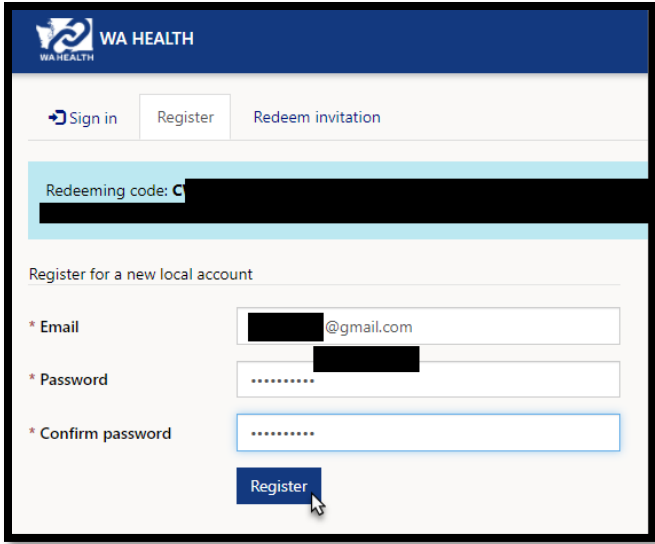 WA HEALTH
WA HEALTH
Sign in
Register
Redeem invitation
Redeeming code: C
Register for a new local account
* Email
@gmail.com
* Password
••••••••••
* Confirm password
••••••••••
Register